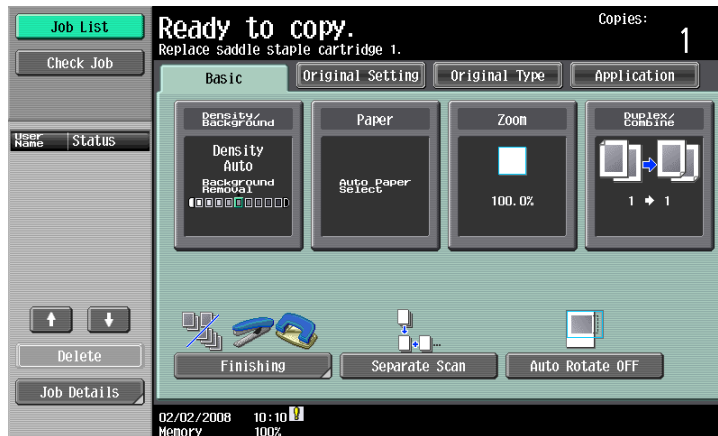 Job List
Check Job
User Name
Status
Delete
Job Details
Ready to copy.
Replace saddle staple cartridge 1.
Copies:
1
Basic
Original Setting
Original Type
Application
Density/
Background
Density
Auto
Background
Removal
Paper
Auto Paper
Select
Zoom
100.0%
Duplex/
Combine
1 → 1
Finishing
Separate Scan
Auto Rotate OFF
02/02/2008 10:10
Memory 100%